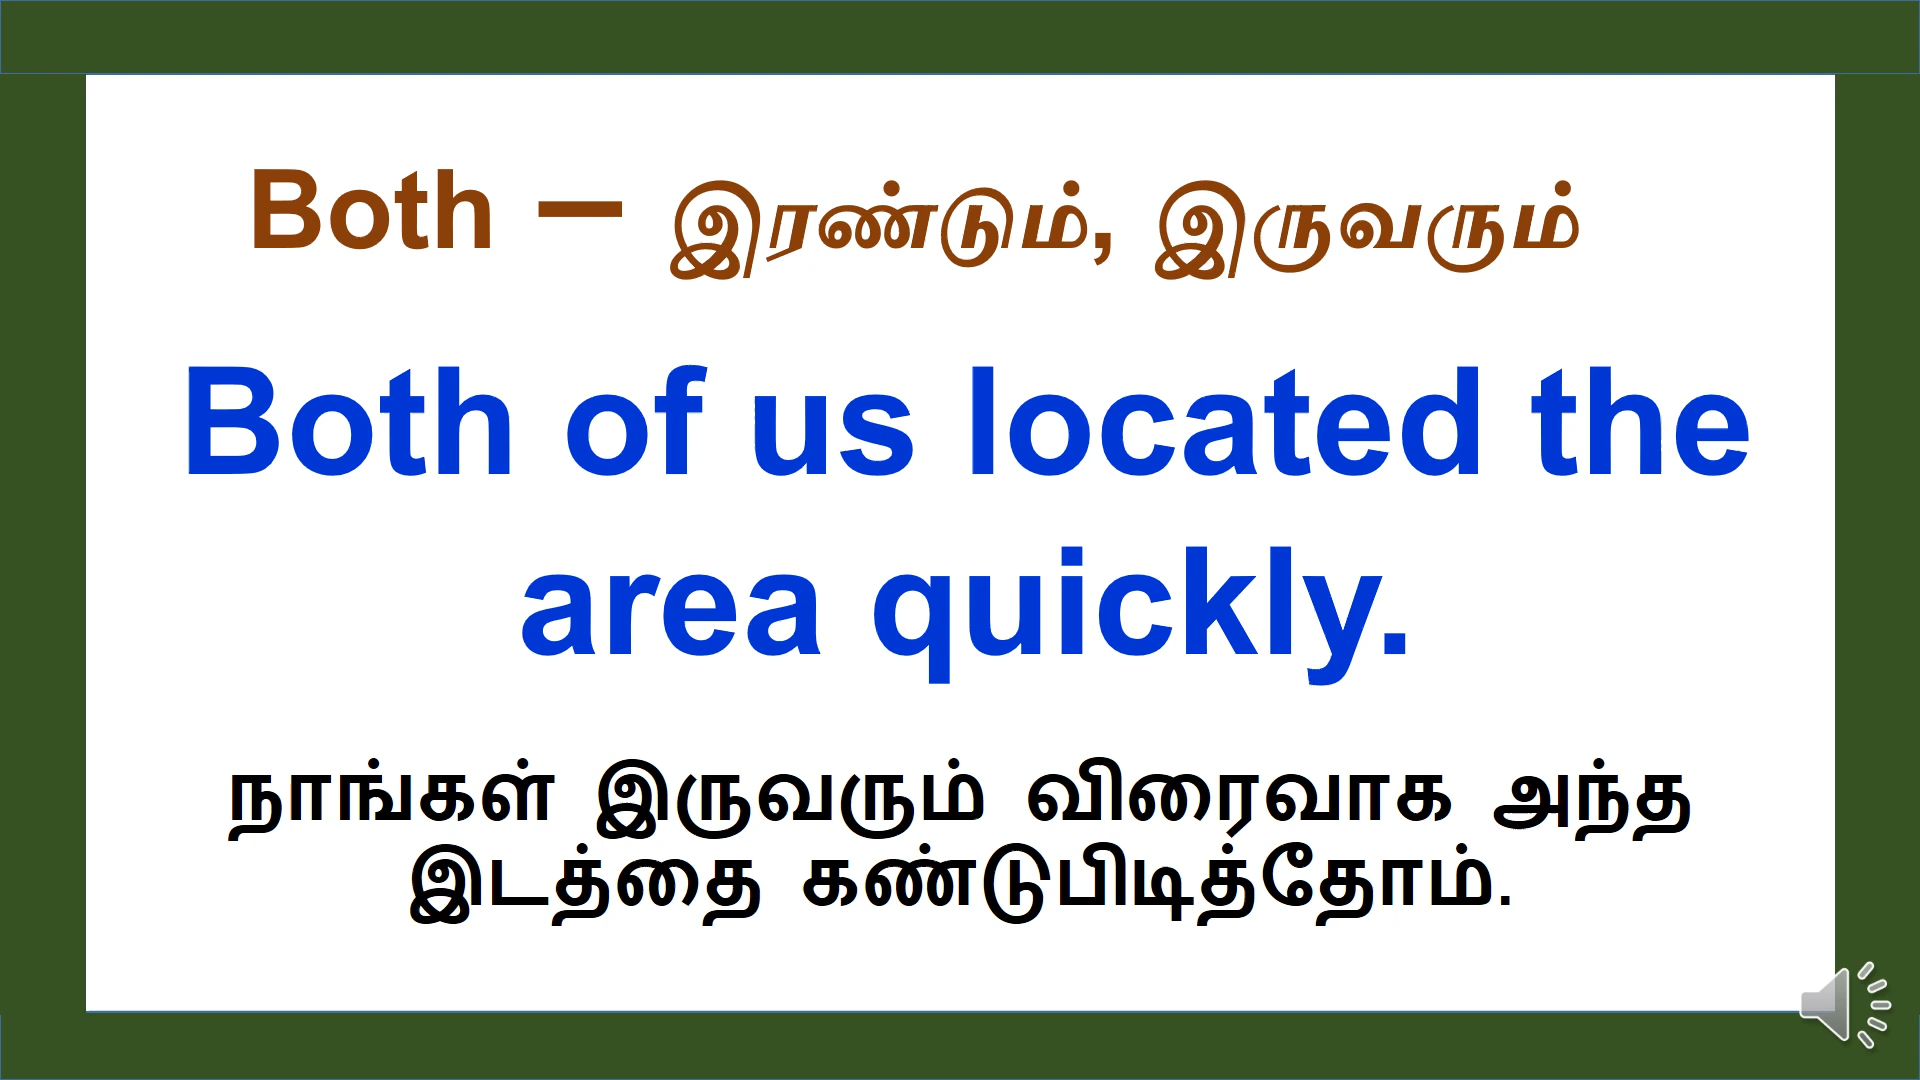 Both – இரண்டும், இருவரும்
Both of us located the
area quickly.
நாங்கள் இருவரும் விரைவாக அந்த
இடத்தை கண்டுபிடித்தோம்.